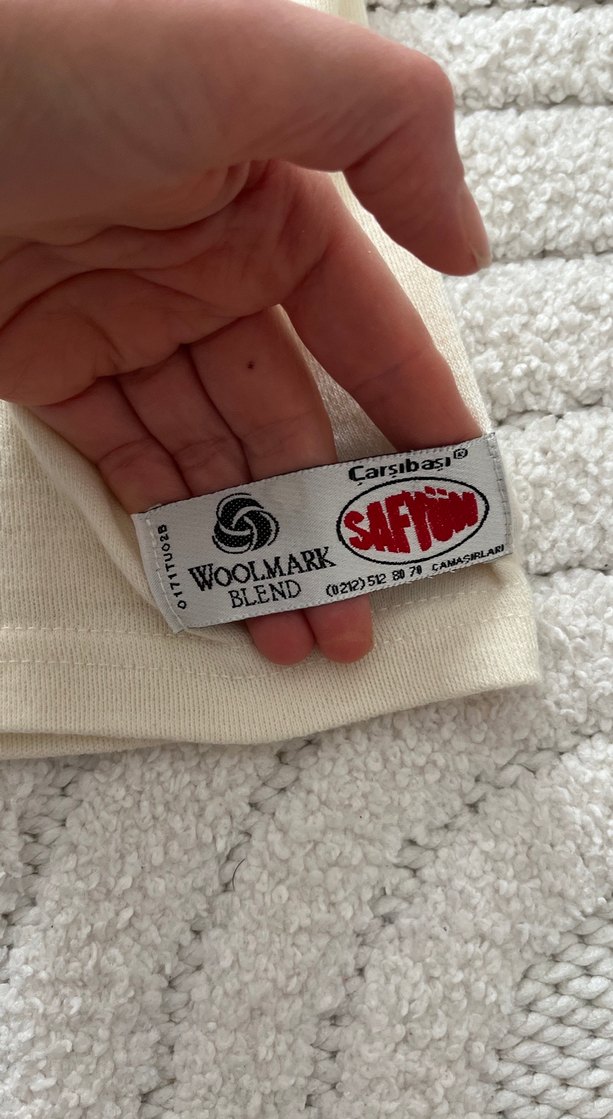 0171TU02B
WOOLMARK
BLEND
Çarşıbaşı®
SAFYÜN
(0212) 512 80 70 ÇAMAŞIRLARI